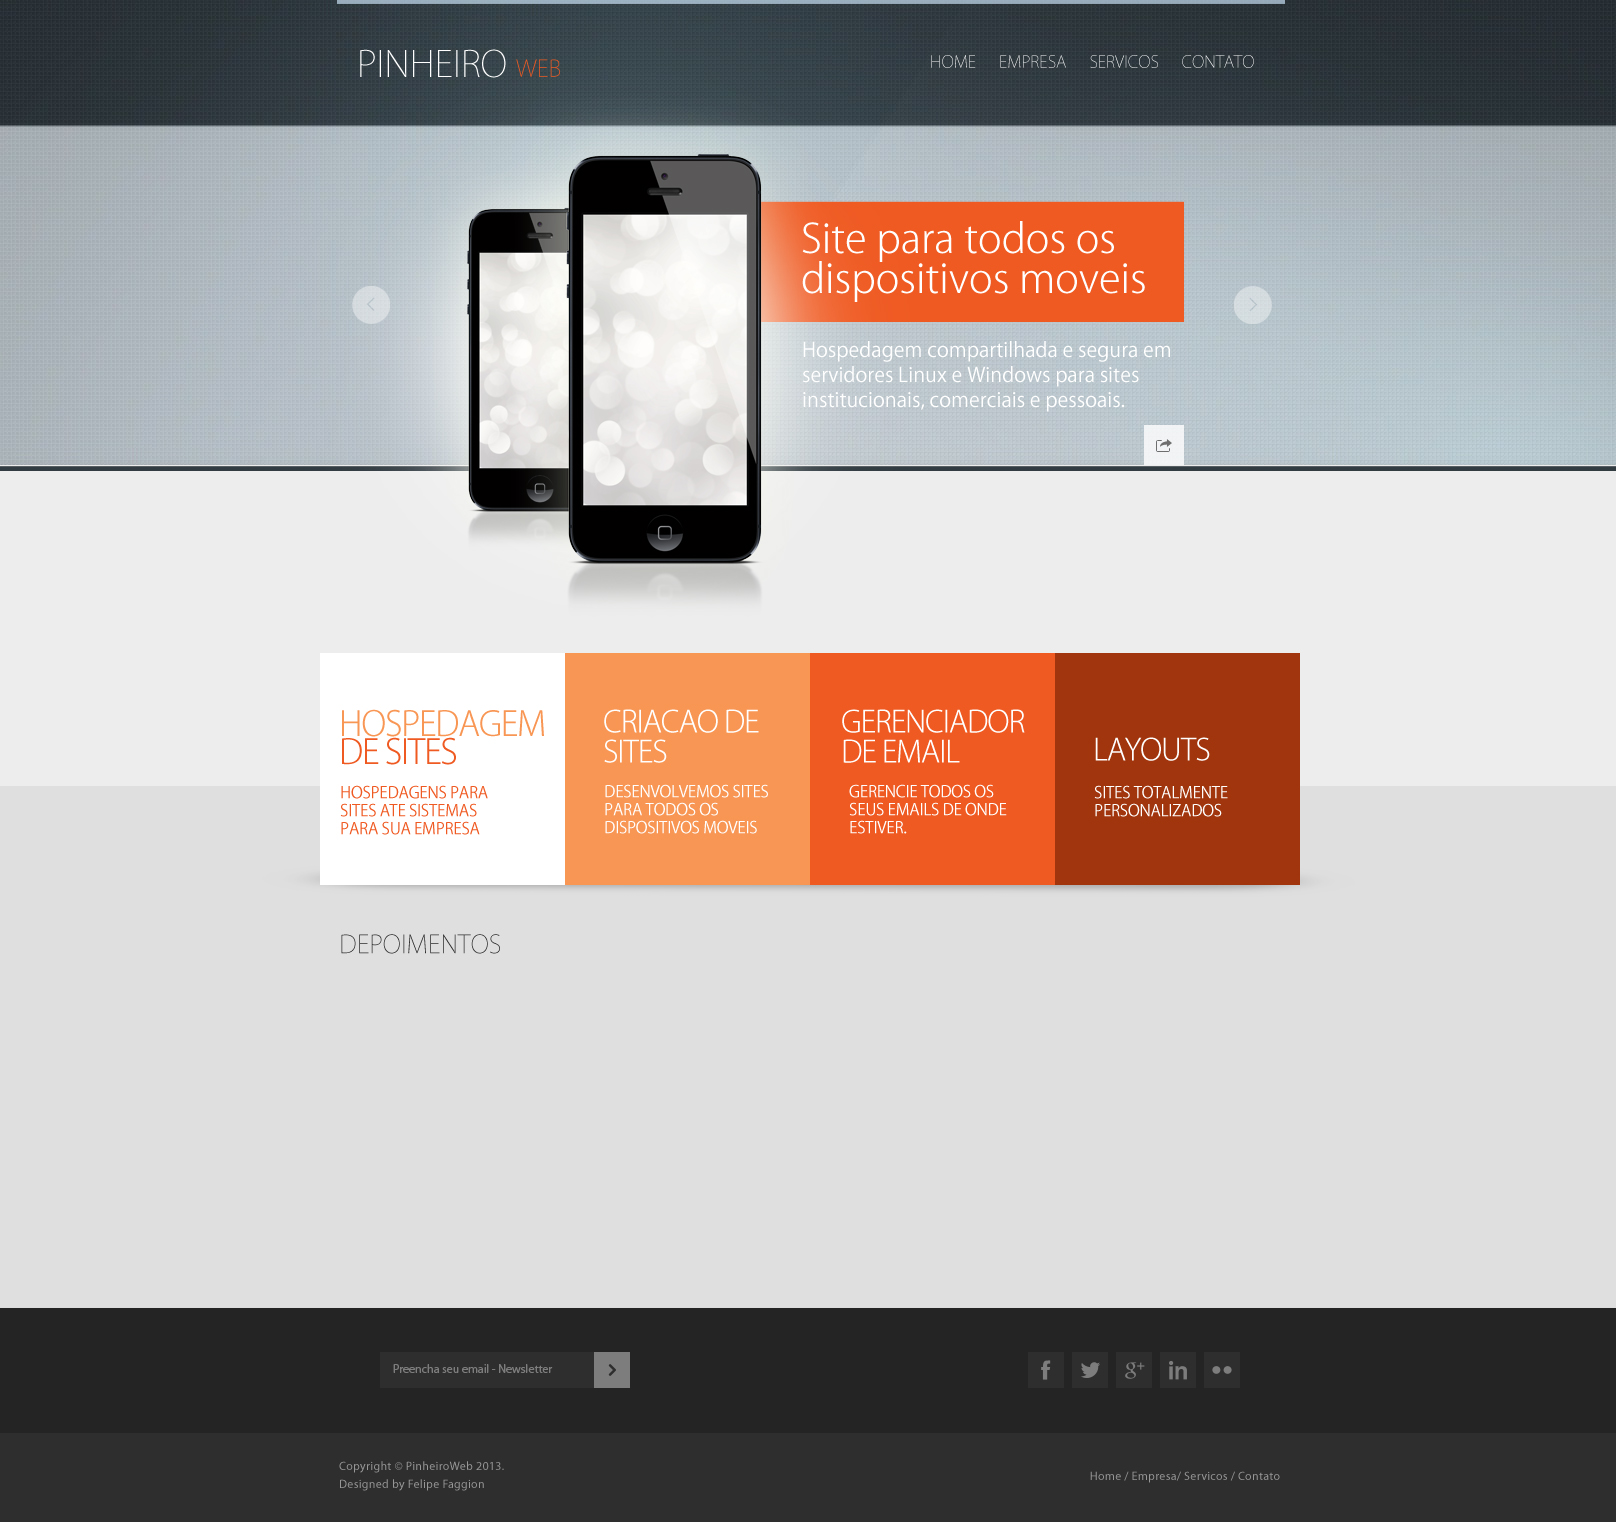 PINHEIRO WEB
HOME EMPRESA SERVICOS CONTATO
Site para todos os
dispositivos moveis
Hospedagem compartilhada e segura em
servidores Linux e Windows para sites
institucionais, comerciais e pessoais.
HOSPEDAGEM
DE SITES
HOSPEDAGENS PARA
SITES ATE SISTEMAS
PARA SUA EMPRESA
CRIACAO DE
SITES
DESENVOLVEMOS SITES
PARA TODOS OS
DISPOSITIVOS MOVEIS
GERENCIADOR
DE EMAIL
GERENCIE TODOS OS
SEUS EMAILS DE ONDE
ESTIVER.
LAYOUTS
SITES TOTALMENTE
PERSONALIZADOS
DEPOIMENTOS
Preencha seu email - Newsletter
Copyright © PinheiroWeb 2013.
Designed by Felipe Faggion
Home / Empresa/ Servicos / Contato